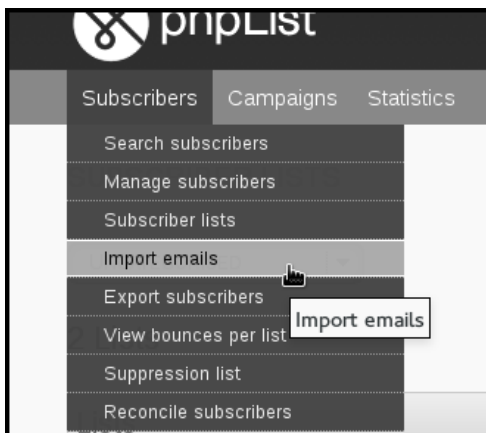 phpList
Subscribers Campaigns Statistics
Search subscribers
Manage subscribers
Subscriber lists
Import emails
Export subscribers
Import emails
View bounces per list
Suppression list
Reconcile subscribers